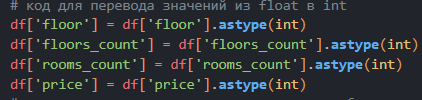 # код для перевода значений из float в int
df['floor'] = df['floor'].astype(int)
df['floors_count'] = df['floors_count'].astype(int)
df['rooms_count'] = df['rooms_count'].astype(int)
df['price'] = df['price'].astype(int)